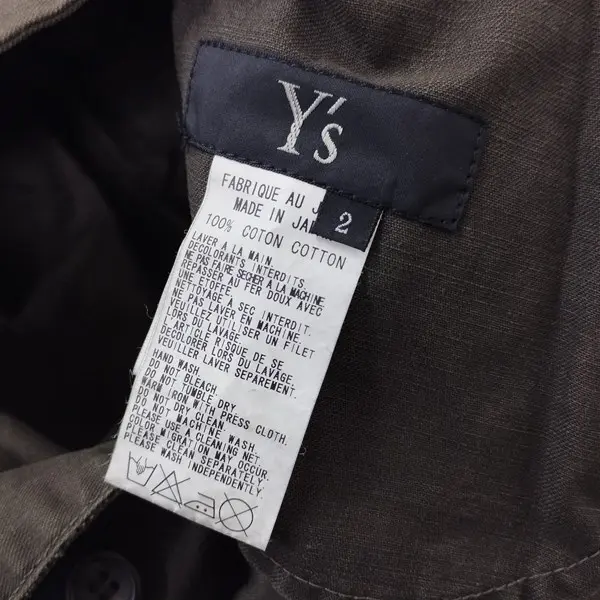 Y's
2
FABRIQUE AU J
MADE IN JA
100% COTON COTTON
LAVER A LA MAIN.
DECOLORANTS INTERDITS.
NE PAS FAIRE SECHER A LA MACHINE
REPASSER AU FER DOUX AVEC
UNE ETOFFE.
NETTOYAGE A SEC INTERDIT.
NE PAS LAVER EN MACHINE.
VEUILLEZ UTILISER UN FILET
LORS DU LAVAGE.
L'ARTICLE RISQUE DE SE
DECOLORER LORS DU LAVAGE.
VEUILLER LAVER SEPAREMENT.
HAND WASH.
DO NOT BLEACH.
DO NOT TUMBLE DRY.
WARM IRON WITH PRESS CLOTH.
DO NOT DRY CLEAN.
DO NOT MACHINE WASH.
PLEASE USE A CLEANING NET.
COLOR MIGRATION MAY OCCUR.
PLEASE CLEAN SEPARATELY.
PLEASE WASH INDEPENDENTLY.